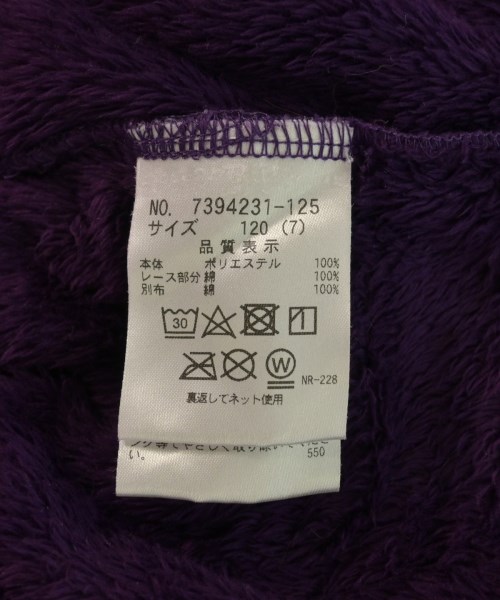 NO. 7394231-125
サイズ 120 (7)
品質表示
本体 ポリエステル 100%
レース部分 綿 100%
別布 綿 100%
30
W
NR-228
裏返してネット使用
い。
550